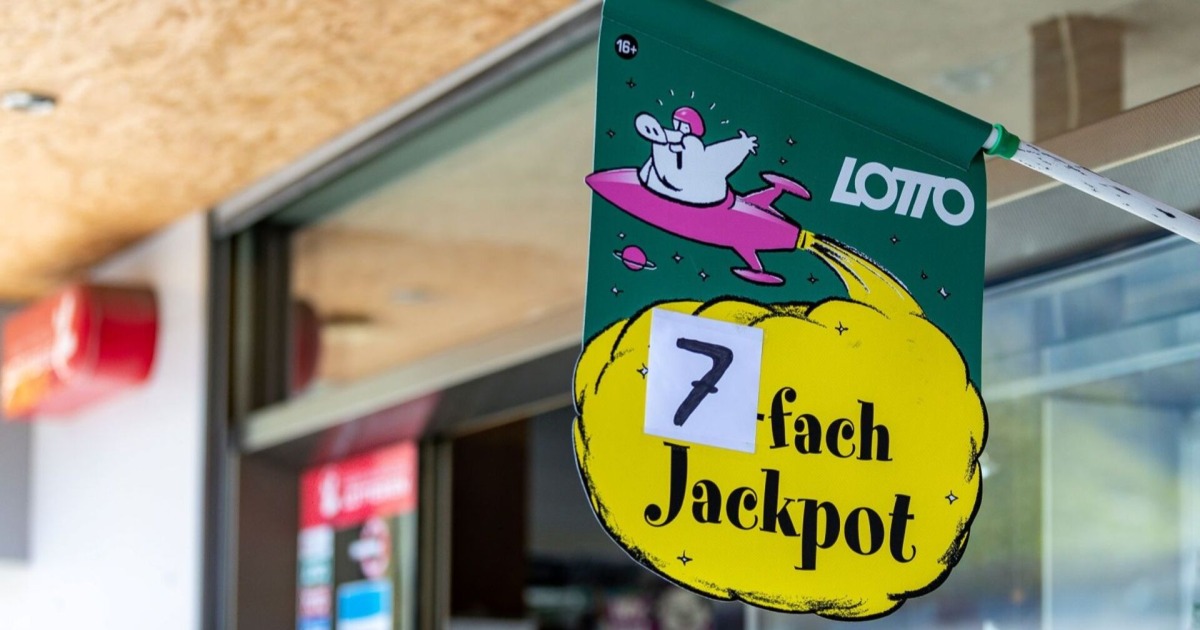 16+
LOTTO
7-fach
Jackpot